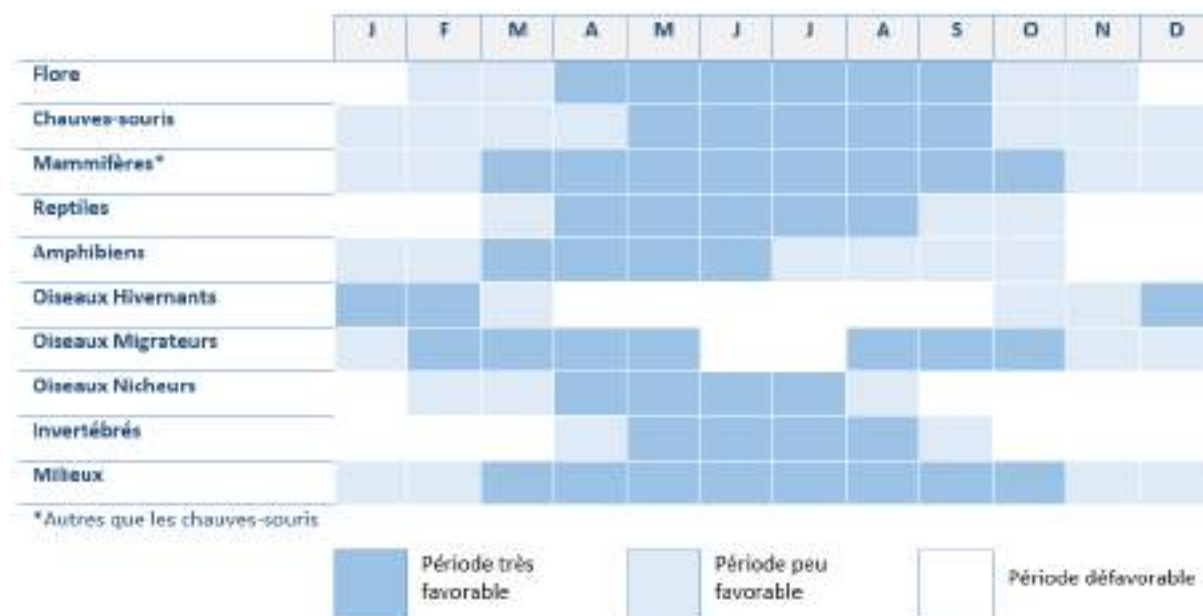 J F M A M J J A S O N D
Flore
Chauves-souris
Mammifères*
Reptiles
Amphibiens
Oiseaux Hivernants
Oiseaux Migrateurs
Oiseaux Nicheurs
Invertébrés
Milieux
*Autres que les chauves-souris
Période très
favorable
Période peu
favorable
Période défavorable